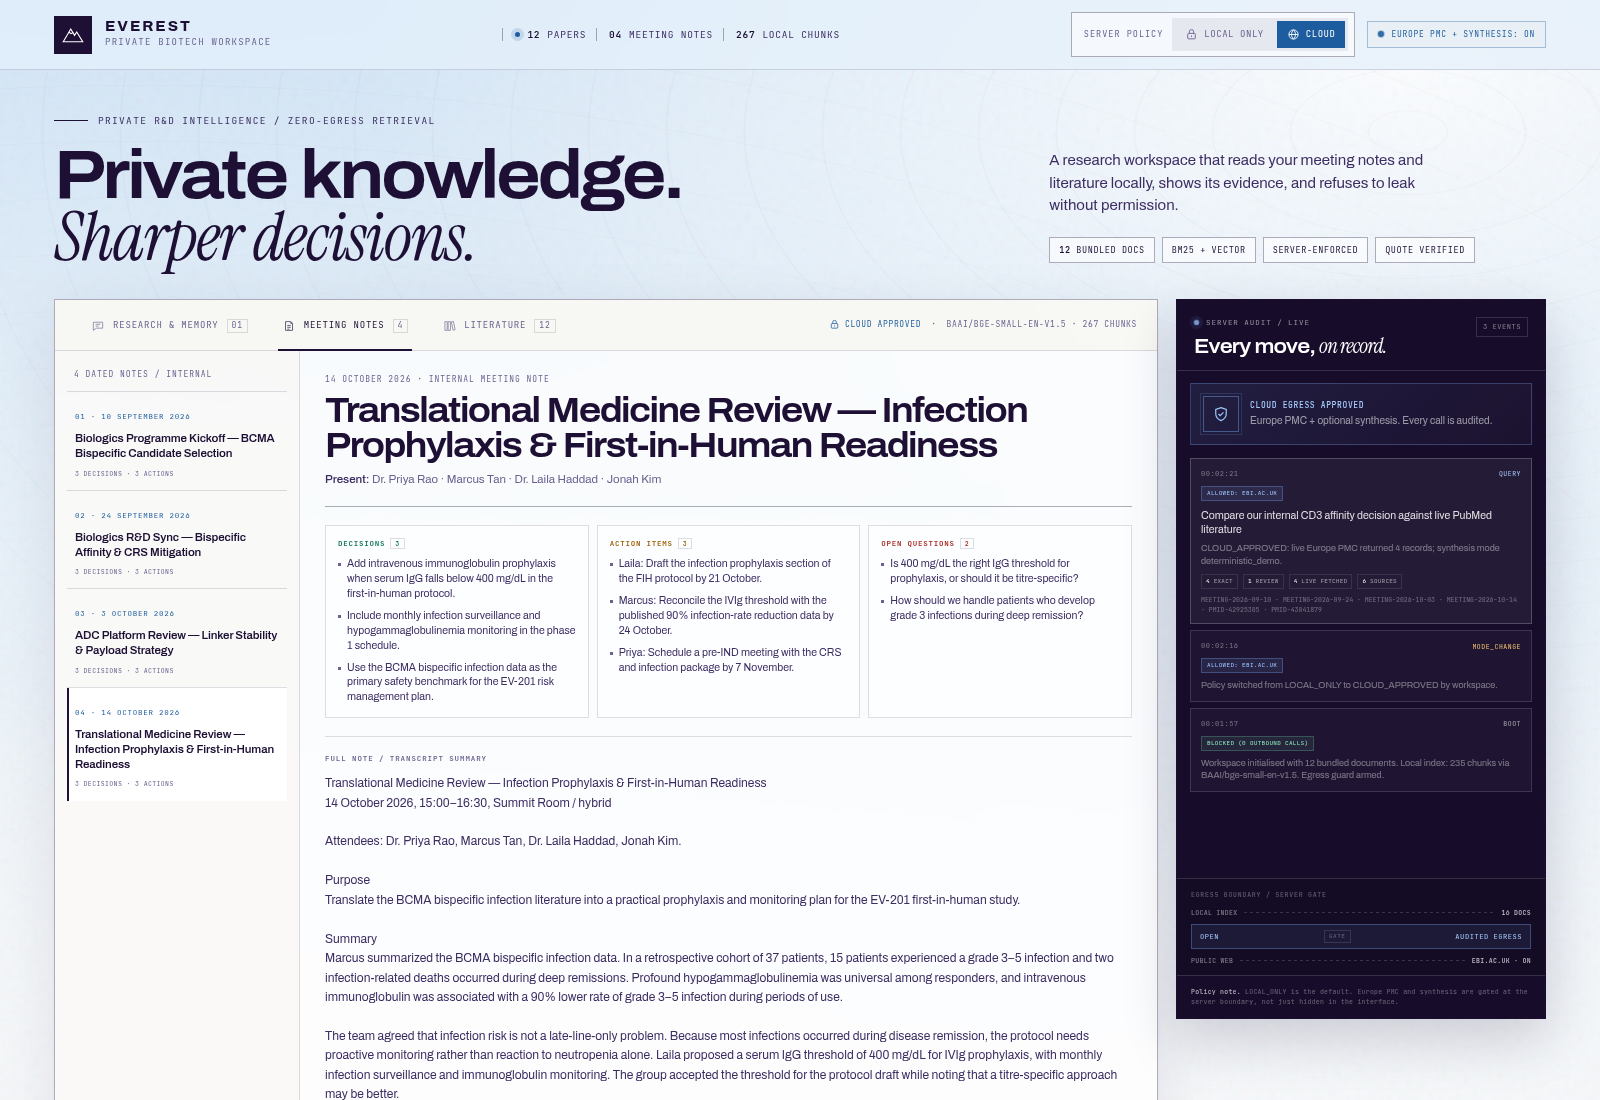 EVEREST
PRIVATE BIOTECH WORKSPACE
12 PAPERS
04 MEETING NOTES
267 LOCAL CHUNKS
SERVER POLICY
LOCAL ONLY
CLOUD
EUROPE PMC + SYNTHESIS: ON
PRIVATE R&D INTELLIGENCE / ZERO-EGRESS RETRIEVAL
Private knowledge.
Sharper decisions.
A research workspace that reads your meeting notes and
literature locally, shows its evidence, and refuses to leak
without permission.
12 BUNDLED DOCS
BM25 + VECTOR
SERVER-ENFORCED
QUOTE VERIFIED
RESEARCH & MEMORY 01
MEETING NOTES 4
LITERATURE 12
CLOUD APPROVED · BAAI/BGE-SMALL-EN-V1.5 · 267 CHUNKS
4 DATED NOTES / INTERNAL
01 · 10 SEPTEMBER 2026
Biologics Programme Kickoff — BCMA
Bispecific Candidate Selection
3 DECISIONS · 3 ACTIONS
02 · 24 SEPTEMBER 2026
Biologics R&D Sync — Bispecific
Affinity & CRS Mitigation
3 DECISIONS · 3 ACTIONS
03 · 3 OCTOBER 2026
ADC Platform Review — Linker Stability
& Payload Strategy
3 DECISIONS · 3 ACTIONS
04 · 14 OCTOBER 2026
Translational Medicine Review —
Infection Prophylaxis & First-in-Human
Readiness
3 DECISIONS · 3 ACTIONS
14 OCTOBER 2026 · INTERNAL MEETING NOTE
Translational Medicine Review — Infection
Prophylaxis & First-in-Human Readiness
Present: Dr. Priya Rao · Marcus Tan · Dr. Laila Haddad · Jonah Kim
DECISIONS 3
Add intravenous immunoglobulin prophylaxis
when serum IgG falls below 400 mg/dL in the
first-in-human protocol.
Include monthly infection surveillance and
hypogammaglobulinemia monitoring in the phase
1 schedule.
Use the BCMA bispecific infection data as the
primary safety benchmark for the EV-201 risk
management plan.
ACTION ITEMS 3
Laila: Draft the infection prophylaxis section of
the FIH protocol by 21 October.
Marcus: Reconcile the IVIg threshold with the
published 90% infection-rate reduction data by
24 October.
Priya: Schedule a pre-IND meeting with the CRS
and infection package by 7 November.
OPEN QUESTIONS 2
Is 400 mg/dL the right IgG threshold for
prophylaxis, or should it be titre-specific?
How should we handle patients who develop
grade 3 infections during deep remission?
FULL NOTE / TRANSCRIPT SUMMARY
Translational Medicine Review — Infection Prophylaxis & First-in-Human Readiness
14 October 2026, 15:00–16:30, Summit Room / hybrid
Attendees: Dr. Priya Rao, Marcus Tan, Dr. Laila Haddad, Jonah Kim.
Purpose
Translate the BCMA bispecific infection literature into a practical prophylaxis and monitoring plan for the EV-201 first-in-human study.
Summary
Marcus summarized the BCMA bispecific infection data. In a retrospective cohort of 37 patients, 15 patients experienced a grade 3–5 infection and two
infection-related deaths occurred during deep remissions. Profound hypogammaglobulinemia was universal among responders, and intravenous
immunoglobulin was associated with a 90% lower rate of grade 3–5 infection during periods of use.
The team agreed that infection risk is not a late-line-only problem. Because most infections occurred during disease remission, the protocol needs
proactive monitoring rather than reaction to neutropenia alone. Laila proposed a serum IgG threshold of 400 mg/dL for IVIg prophylaxis, with monthly
infection surveillance and immunoglobulin monitoring. The group accepted the threshold for the protocol draft while noting that a titre-specific approach
may be better.
SERVER AUDIT / LIVE
Every move, on record.
3 EVENTS
CLOUD EGRESS APPROVED
Europe PMC + optional synthesis. Every call is audited.
00:02:21
QUERY
ALLOWED: EBI.AC.UK
Compare our internal CD3 affinity decision against live PubMed
literature
CLOUD_APPROVED: live Europe PMC returned 4 records; synthesis mode
deterministic_demo.
4 EXACT
1 REVIEW
4 LIVE FETCHED
6 SOURCES
MEETING-2026-09-10 · MEETING-2026-09-24 · MEETING-2026-10-03 · MEETING-2026-10-14
· PMID-42925305 · PMID-43041879
00:02:16
MODE_CHANGE
ALLOWED: EBI.AC.UK
Policy switched from LOCAL_ONLY to CLOUD_APPROVED by workspace.
00:01:57
BOOT
BLOCKED (0 OUTBOUND CALLS)
Workspace initialised with 12 bundled documents. Local index: 235 chunks via
BAAI/bge-small-en-v1.5. Egress guard armed.
EGRESS BOUNDARY / SERVER GATE
LOCAL INDEX
16 DOCS
OPEN
GATE
AUDITED EGRESS
PUBLIC WEB
EBI.AC.UK · ON
Policy note. LOCAL_ONLY is the default. Europe PMC and synthesis are gated at the
server boundary, not just hidden in the interface.